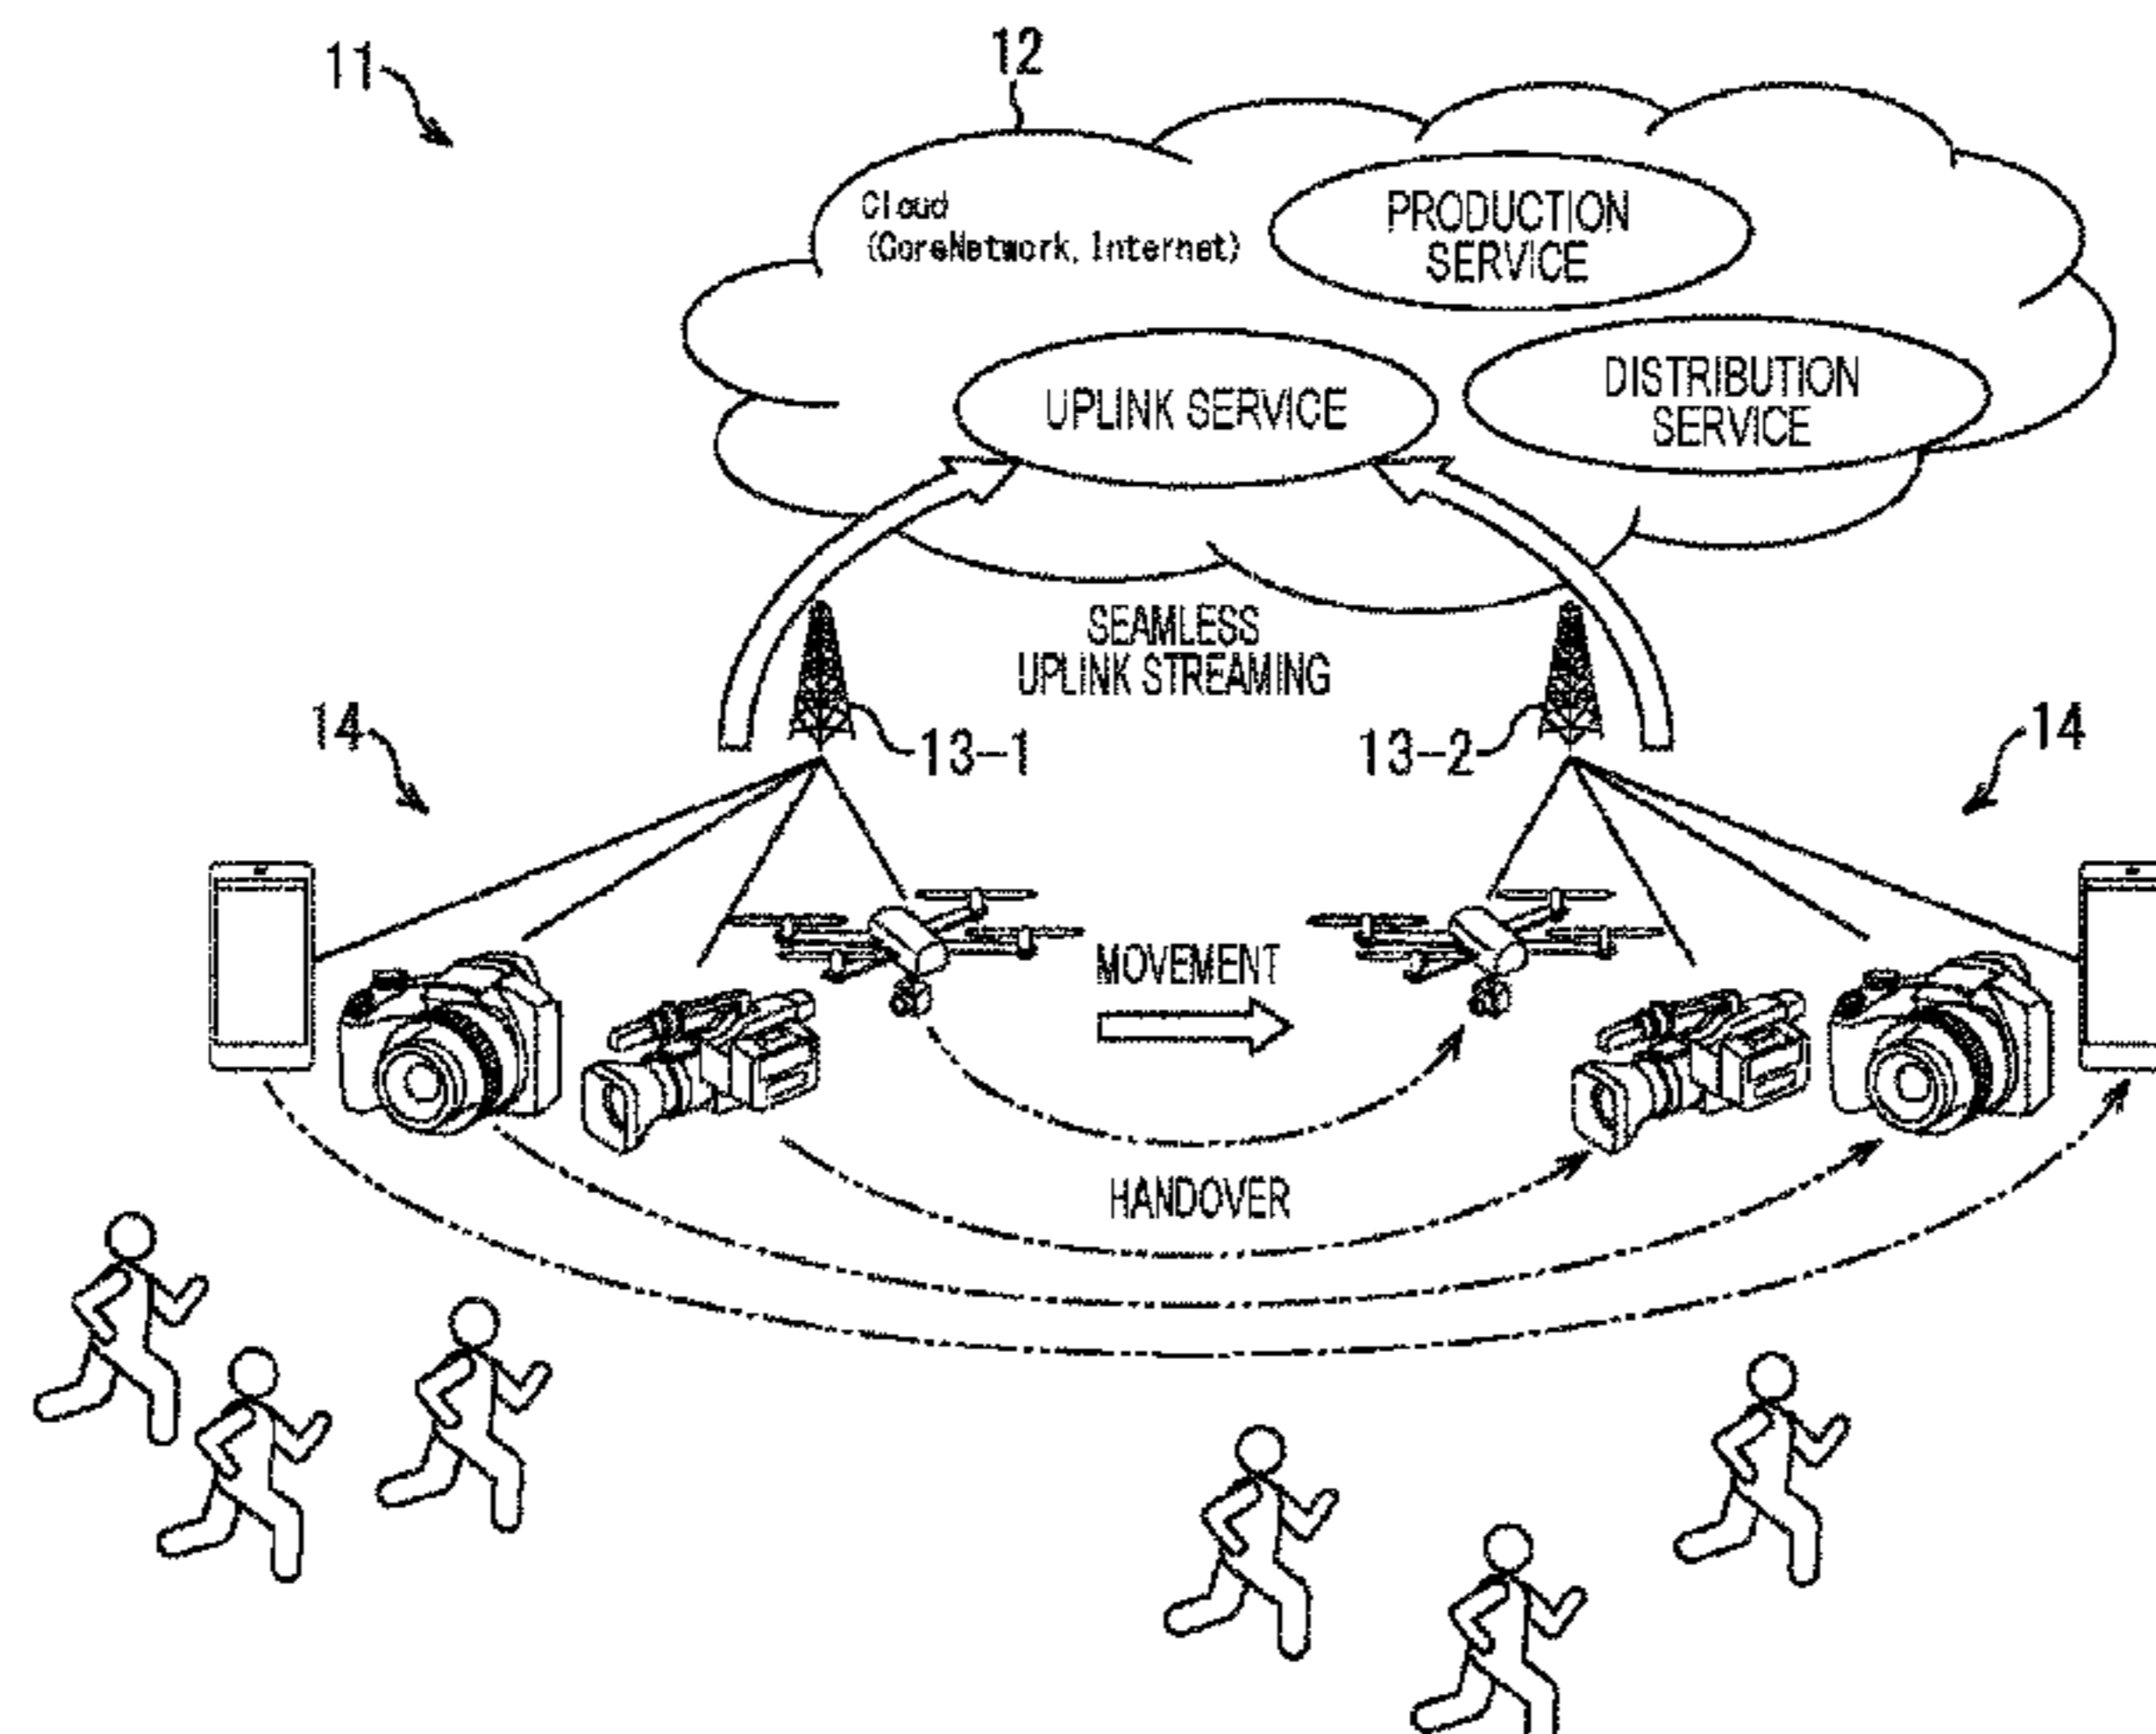 11
12
Cloud
(CoreNetwork, Internet)
PRODUCTION
SERVICE
DISTRIBUTION
SERVICE
UPLINK SERVICE
SEAMLESS
UPLINK STREAMING
14
13-1
13-2
14
MOVEMENT
HANDOVER